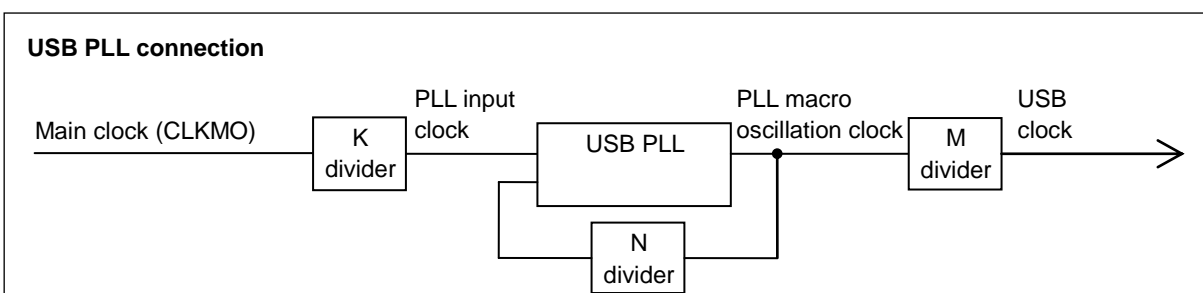 USB PLL connection
Main clock (CLKMO)
K
divider
PLL input
clock
USB PLL
N
divider
PLL macro
oscillation clock
M
divider
USB
clock